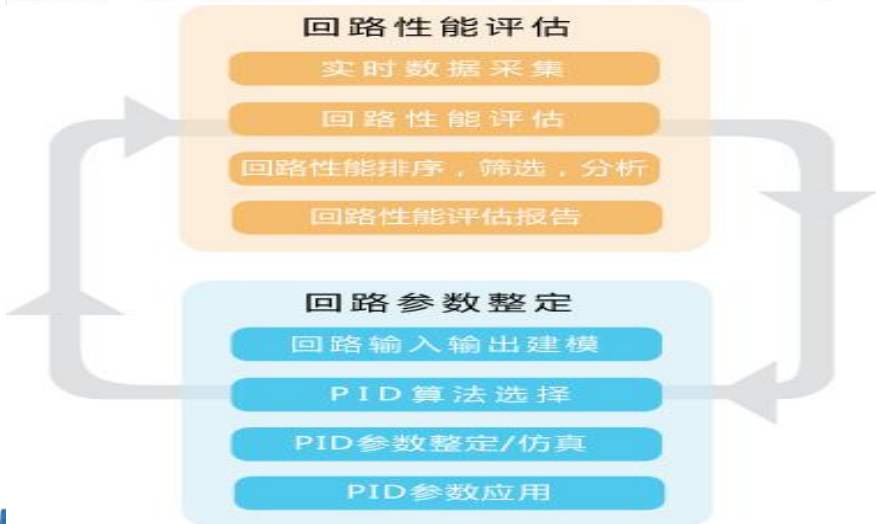 回路性能评估
实时数据采集
回路性能评估
回路性能排序，筛选，分析
回路性能评估报告
回路参数整定
回路输入输出建模
PID算法选择
PID参数整定/仿真
PID参数应用